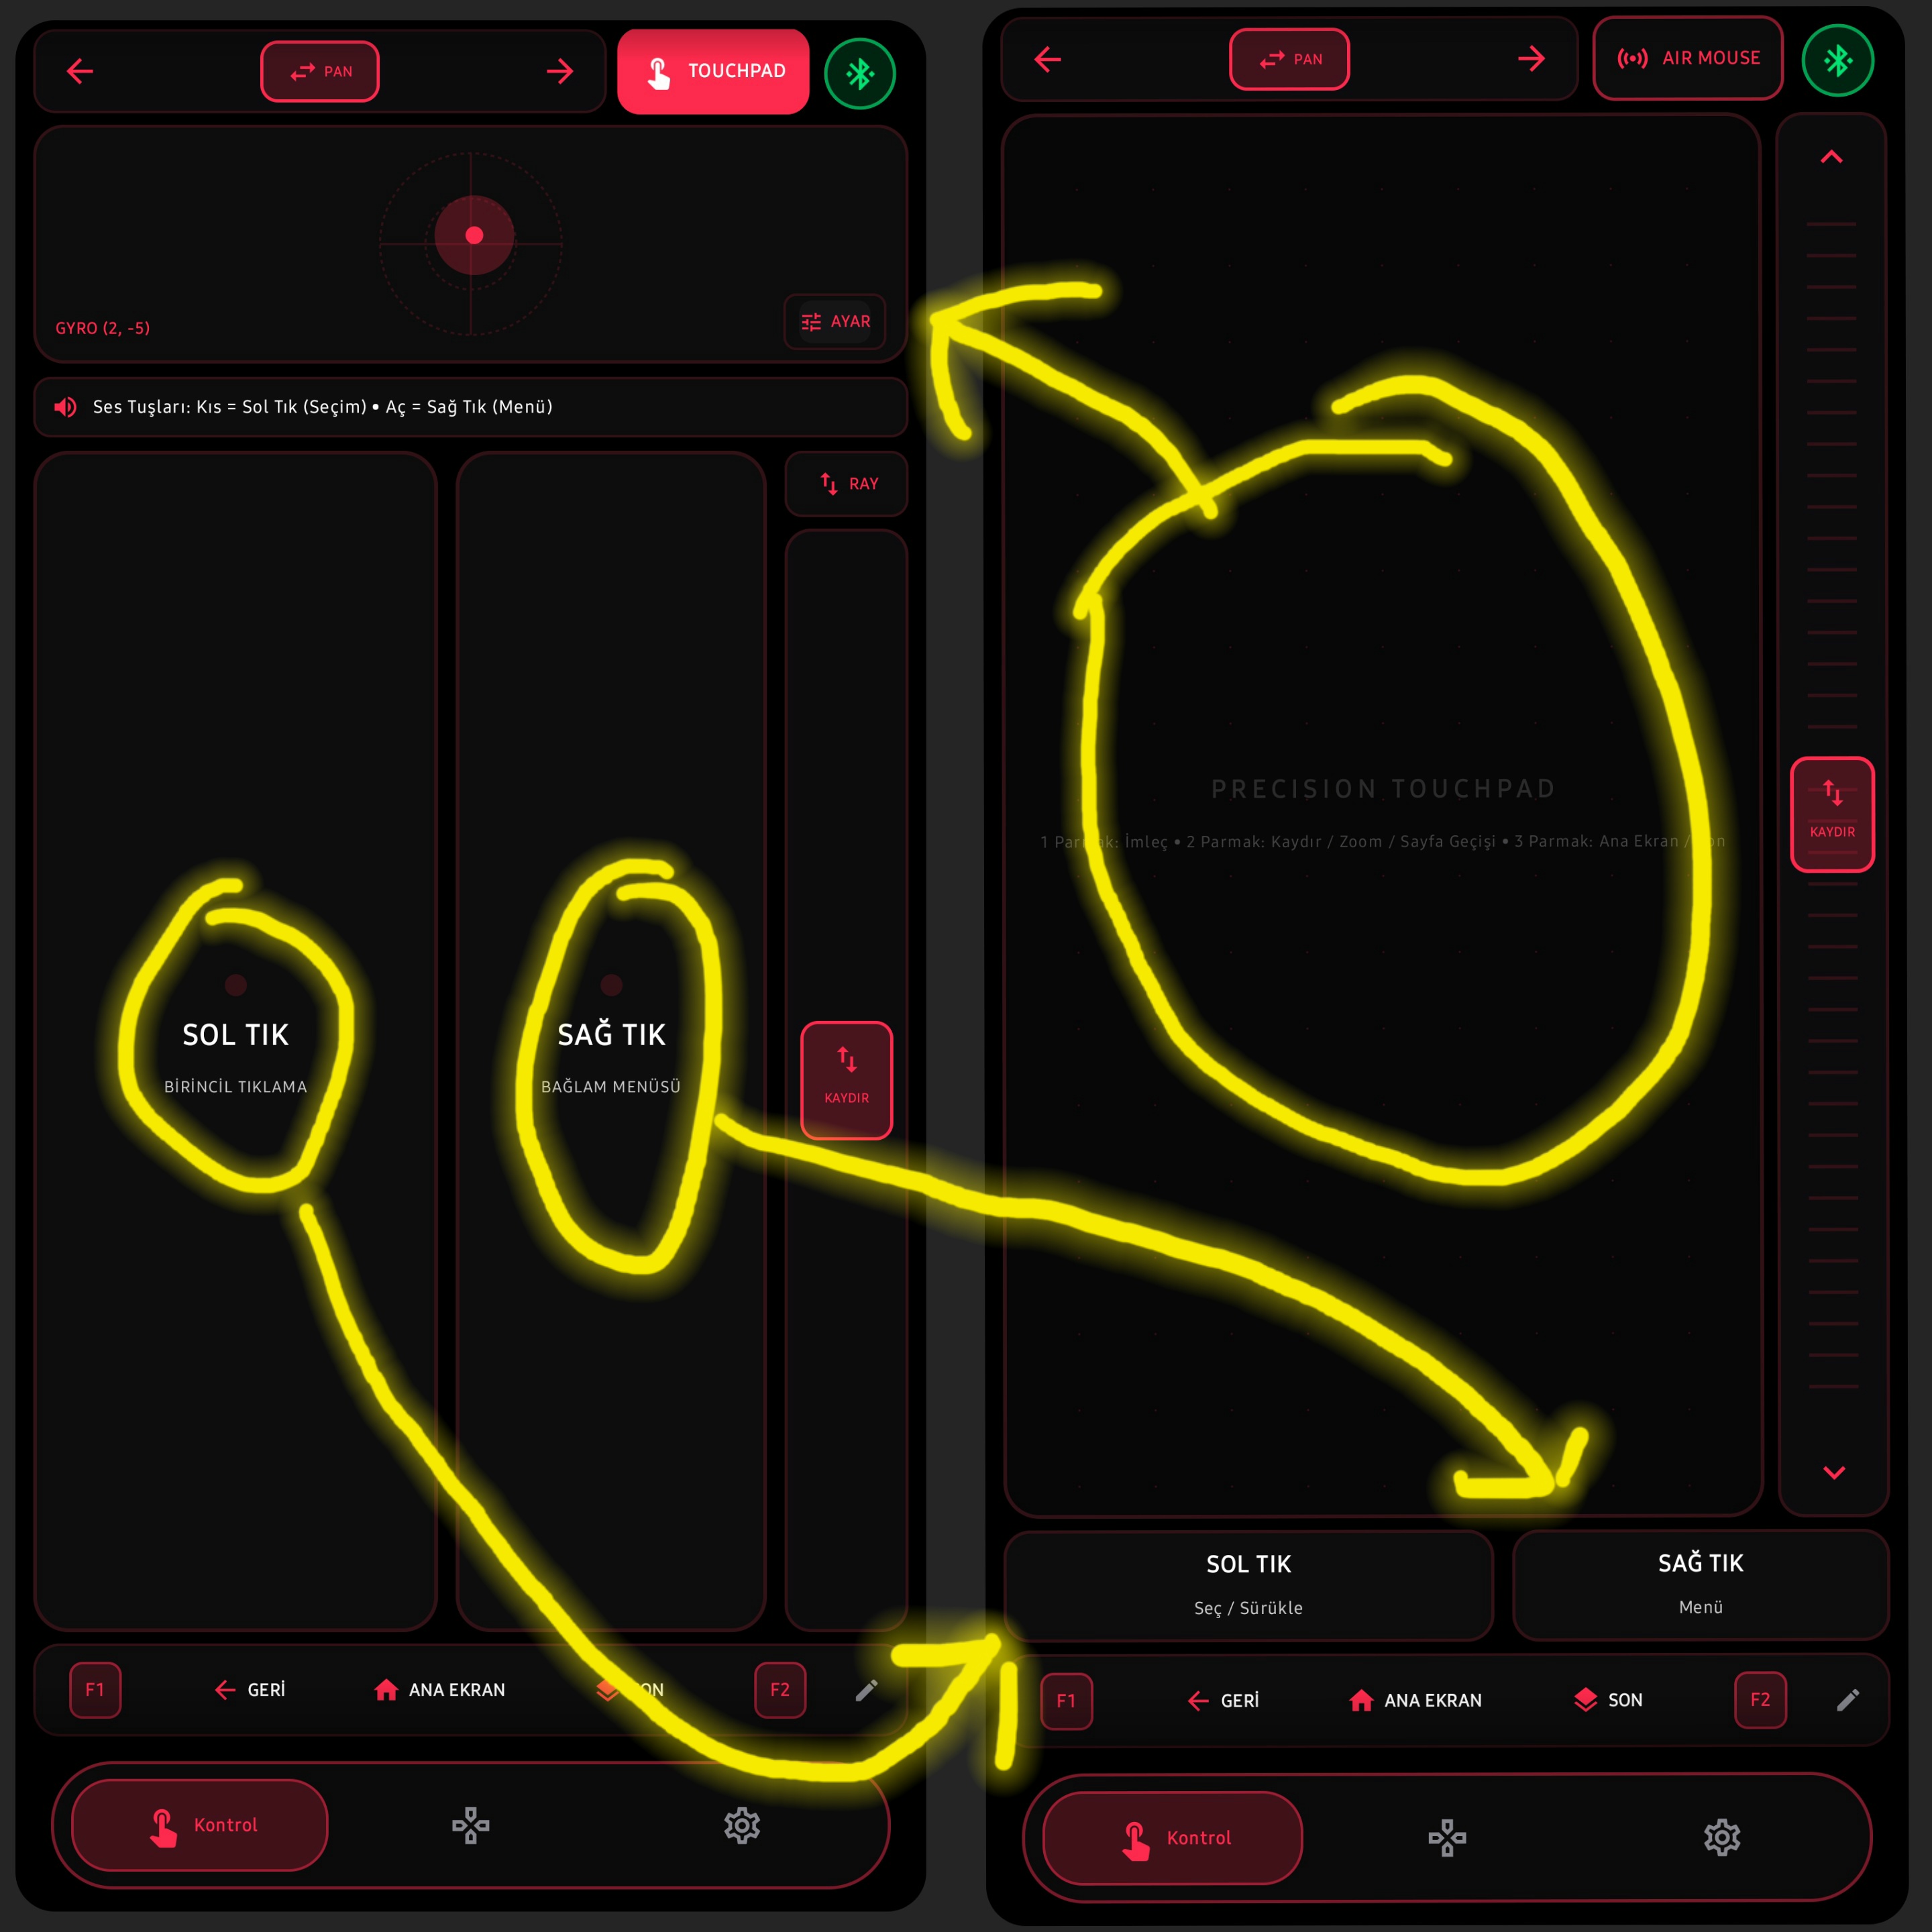 PAN
TOUCHPAD
GYRO (2, -5)
AYAR
Ses Tuşları: Kıs = Sol Tık (Seçim) • Aç = Sağ Tık (Menü)
RAY
SOL TIK
BİRİNCİL TIKLAMA
SAĞ TIK
BAĞLAM MENÜSÜ
KAYDIR
F1
GERİ
ANA EKRAN
F2
Kontrol
PAN
AIR MOUSE
PRECISION TOUCHPAD
1 Parmak: İmleç • 2 Parmak: Kaydır / Zoom / Sayfa Geçişi • 3 Parmak: Ana Ekran /
KAYDIR
SOL TIK
Seç / Sürükle
SAĞ TIK
Menü
F1
GERİ
ANA EKRAN
SON
F2
Kontrol